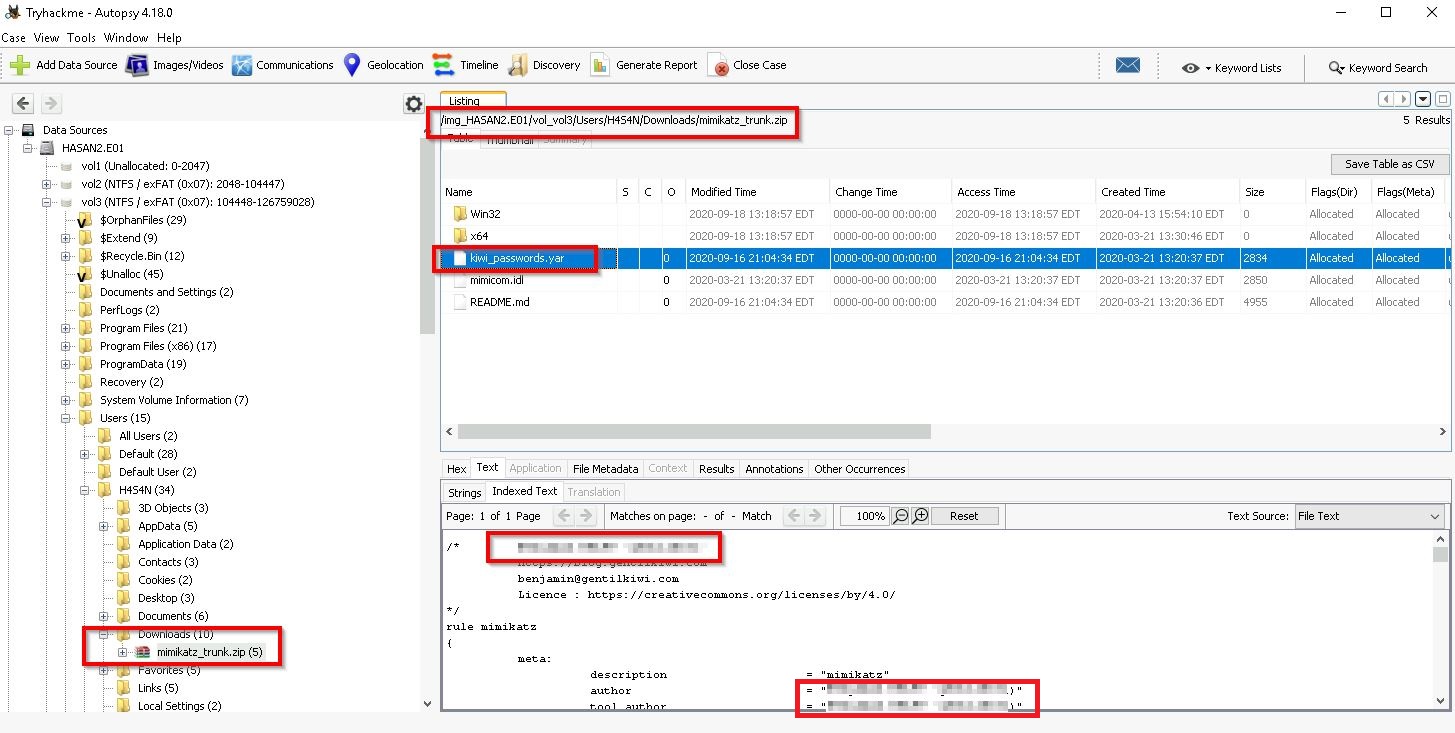 Tryhackme - Autopsy 4.18.0
Case View Tools Window Help
Add Data Source Images/Videos Communications Geolocation Timeline Discovery Generate Report Close Case Keyword Lists Keyword Search
Data Sources
HASAN2.E01
vol1 (Unallocated: 0-2047)
vol2 (NTFS / exFAT (0x07): 2048-104447)
vol3 (NTFS / exFAT (0x07): 104448-126759028)
$OrphanFiles (29)
$Extend (9)
$Recycle.Bin (12)
$Unalloc (45)
Documents and Settings (2)
PerfLogs (2)
Program Files (21)
Program Files (x86) (17)
ProgramData (19)
Recovery (2)
System Volume Information (7)
Users (15)
All Users (2)
Default (28)
Default User (2)
H4S4N (34)
3D Objects (3)
AppData (5)
Application Data (2)
Contacts (3)
Cookies (2)
Desktop (3)
Documents (6)
Downloads (10)
mimikatz_trunk.zip (5)
Favorites (5)
Links (5)
Local Settings (2)
Listing
/img_HASAN2.E01/vol_vol3/Users/H4S4N/Downloads/mimikatz_trunk.zip
5 Results
Table Thumbnail Summary
Save Table as CSV
Name S C O Modified Time Change Time Access Time Created Time Size Flags(Dir) Flags(Meta)
Win32 2020-09-18 13:18:57 EDT 0000-00-00 00:00:00 2020-09-18 13:18:57 EDT 2020-04-13 15:54:10 EDT 0 Allocated Allocated
x64 2020-09-18 13:18:57 EDT 0000-00-00 00:00:00 2020-09-18 13:18:57 EDT 2020-03-21 13:30:46 EDT 0 Allocated Allocated
kiwi_passwords.yar 0 2020-09-16 21:04:34 EDT 0000-00-00 00:00:00 2020-09-16 21:04:34 EDT 2020-03-21 13:20:37 EDT 2834 Allocated Allocated
mimicom.idl 0 2020-09-16 21:04:34 EDT 0000-00-00 00:00:00 2020-09-16 21:04:34 EDT 2020-03-21 13:20:37 EDT 2850 Allocated Allocated
README.md 0 2020-09-16 21:04:34 EDT 0000-00-00 00:00:00 2020-09-16 21:04:34 EDT 2020-03-21 13:20:36 EDT 4955 Allocated Allocated
Hex Text Application File Metadata Context Results Annotations Other Occurrences
Strings Indexed Text Translation
Page: 1 of 1 Page Matches on page: - of - Match 100% Reset Text Source: File Text
/*
https://blog.gentilkiwi.com
benjamin@gentilkiwi.com
Licence : https://creativecommons.org/licenses/by/4.0/
*/
rule mimikatz
{
meta:
description = "mimikatz"
author = " )"
tool_author = " )"